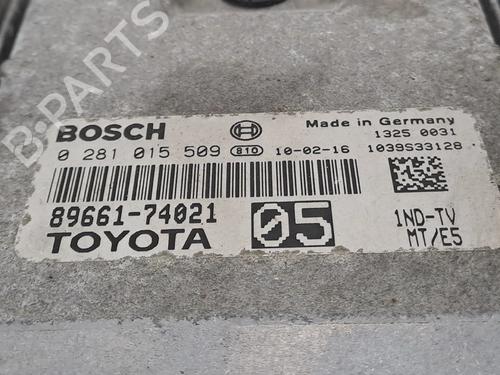 BOSCH
Made in Germany
1325 0031
0 281 015 509 810 10-02-16 1039S33128
89661-74021 05 1ND-TV
TOYOTA MT/E5
B-PARTS